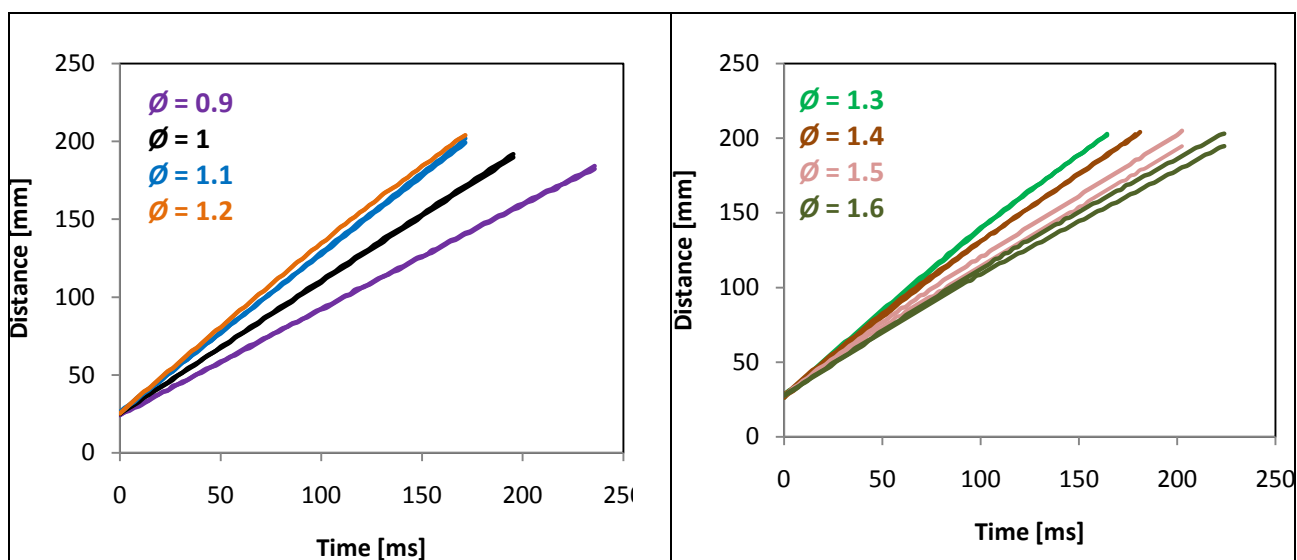 250
200
150
100
50
0
Distance [mm]
Ø = 0.9
Ø = 1
Ø = 1.1
Ø = 1.2
0 50 100 150 200 250
Time [ms]
250
200
150
100
50
0
Distance [mm]
Ø = 1.3
Ø = 1.4
Ø = 1.5
Ø = 1.6
0 50 100 150 200 250
Time [ms]